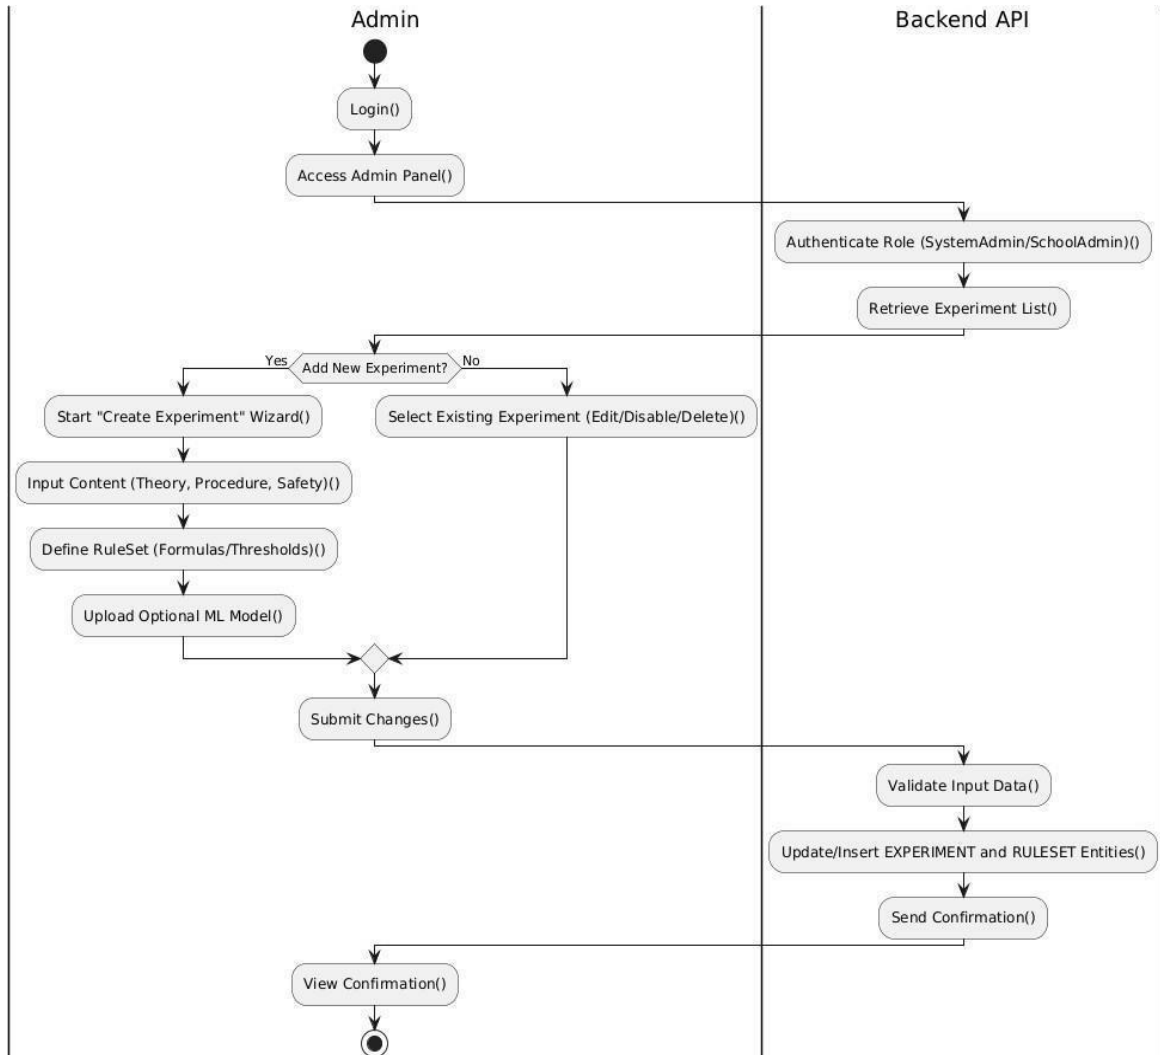 Admin
Backend API
Login()
Access Admin Panel()
Authenticate Role (SystemAdmin/SchoolAdmin)()
Retrieve Experiment List()
Yes
Add New Experiment?
No
Start "Create Experiment" Wizard()
Select Existing Experiment (Edit/Disable/Delete)()
Input Content (Theory, Procedure, Safety)()
Define RuleSet (Formulas/Thresholds)()
Upload Optional ML Model()
Submit Changes()
Validate Input Data()
Update/Insert EXPERIMENT and RULESET Entities()
Send Confirmation()
View Confirmation()